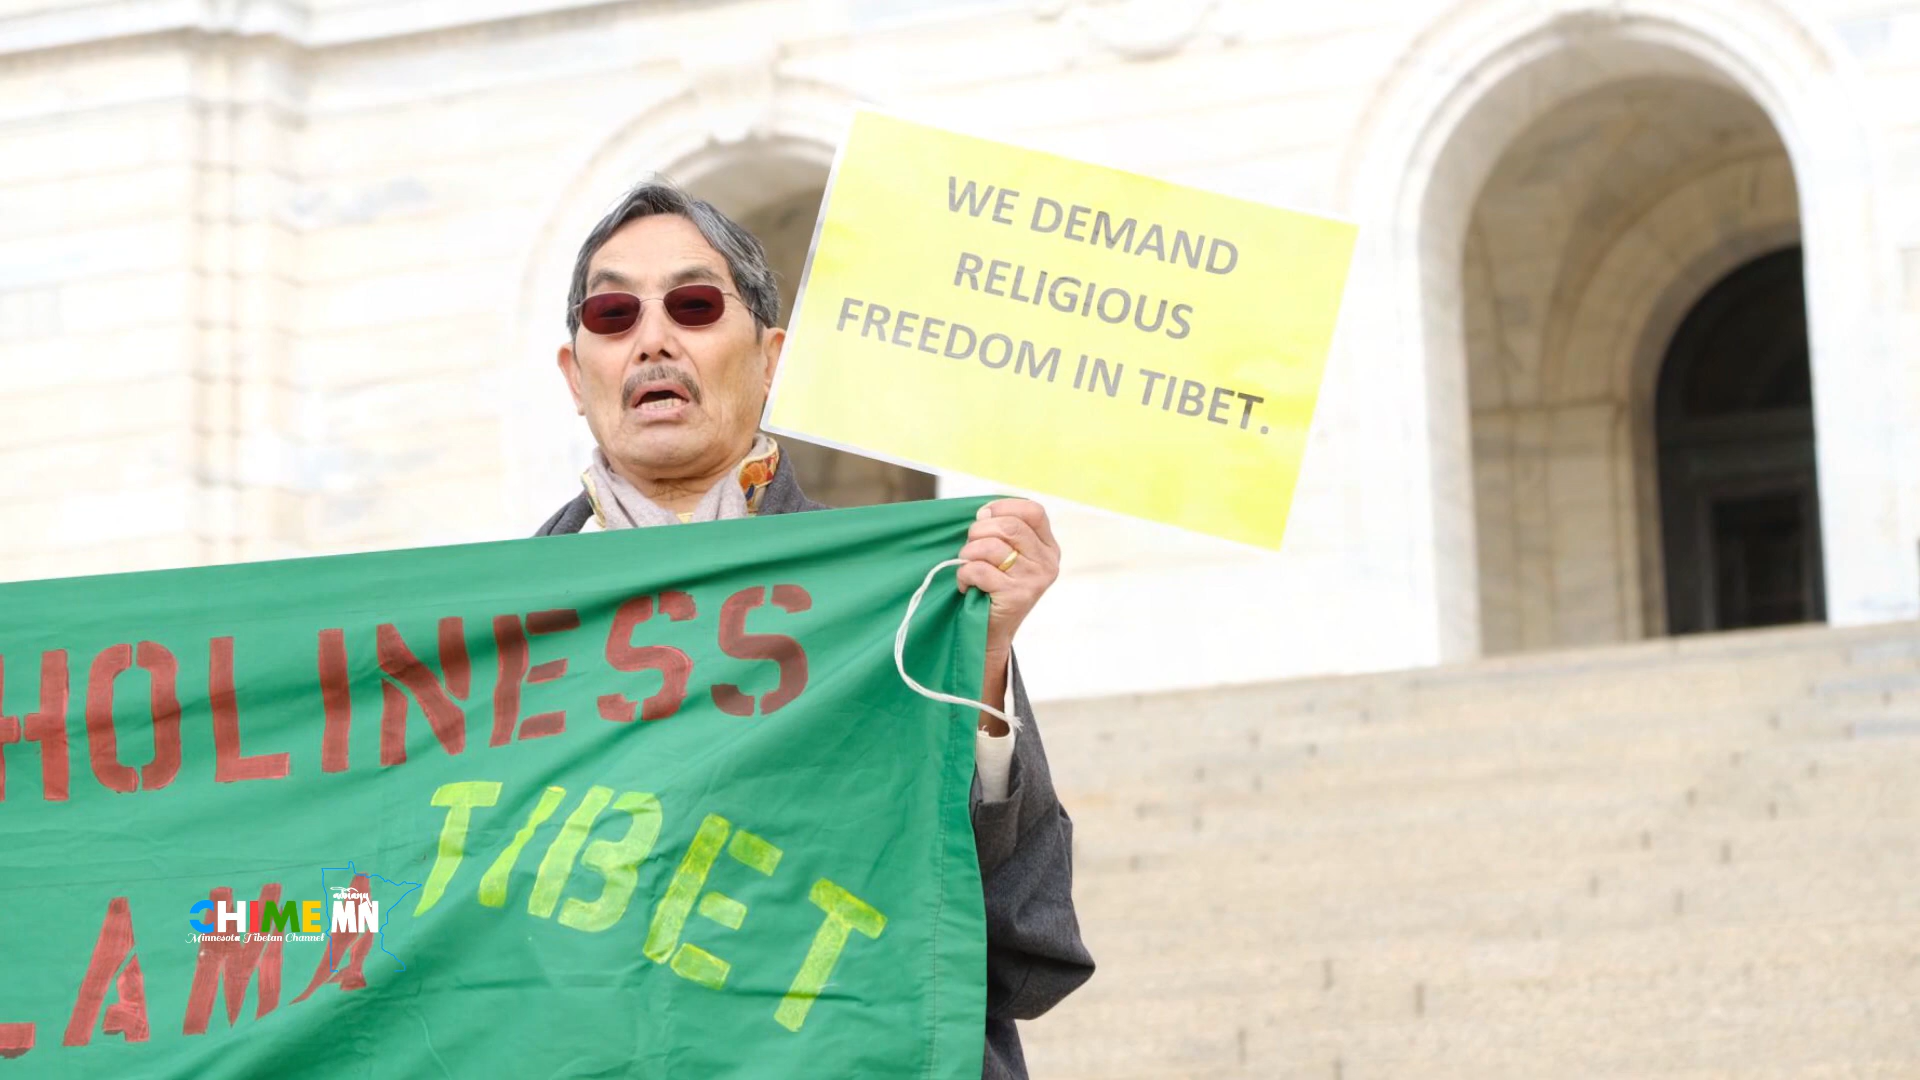 WE DEMAND
RELIGIOUS
FREEDOM IN TIBET.
HOLINESS
TIBET
LAMA
CHIME MN
Minnesota Tibetan Channel